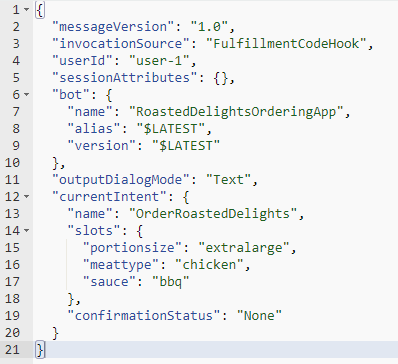 1 {
2 "messageVersion": "1.0",
3 "invocationSource": "FulfillmentCodeHook",
4 "userId": "user-1",
5 "sessionAttributes": {},
6 "bot": {
7 "name": "RoastedDelightsOrderingApp",
8 "alias": "$LATEST",
9 "version": "$LATEST"
10 },
11 "outputDialogMode": "Text",
12 "currentIntent": {
13 "name": "OrderRoastedDelights",
14 "slots": {
15 "portionsize": "extralarge",
16 "meattype": "chicken",
17 "sauce": "bbq"
18 },
19 "confirmationStatus": "None"
20 }
21 }